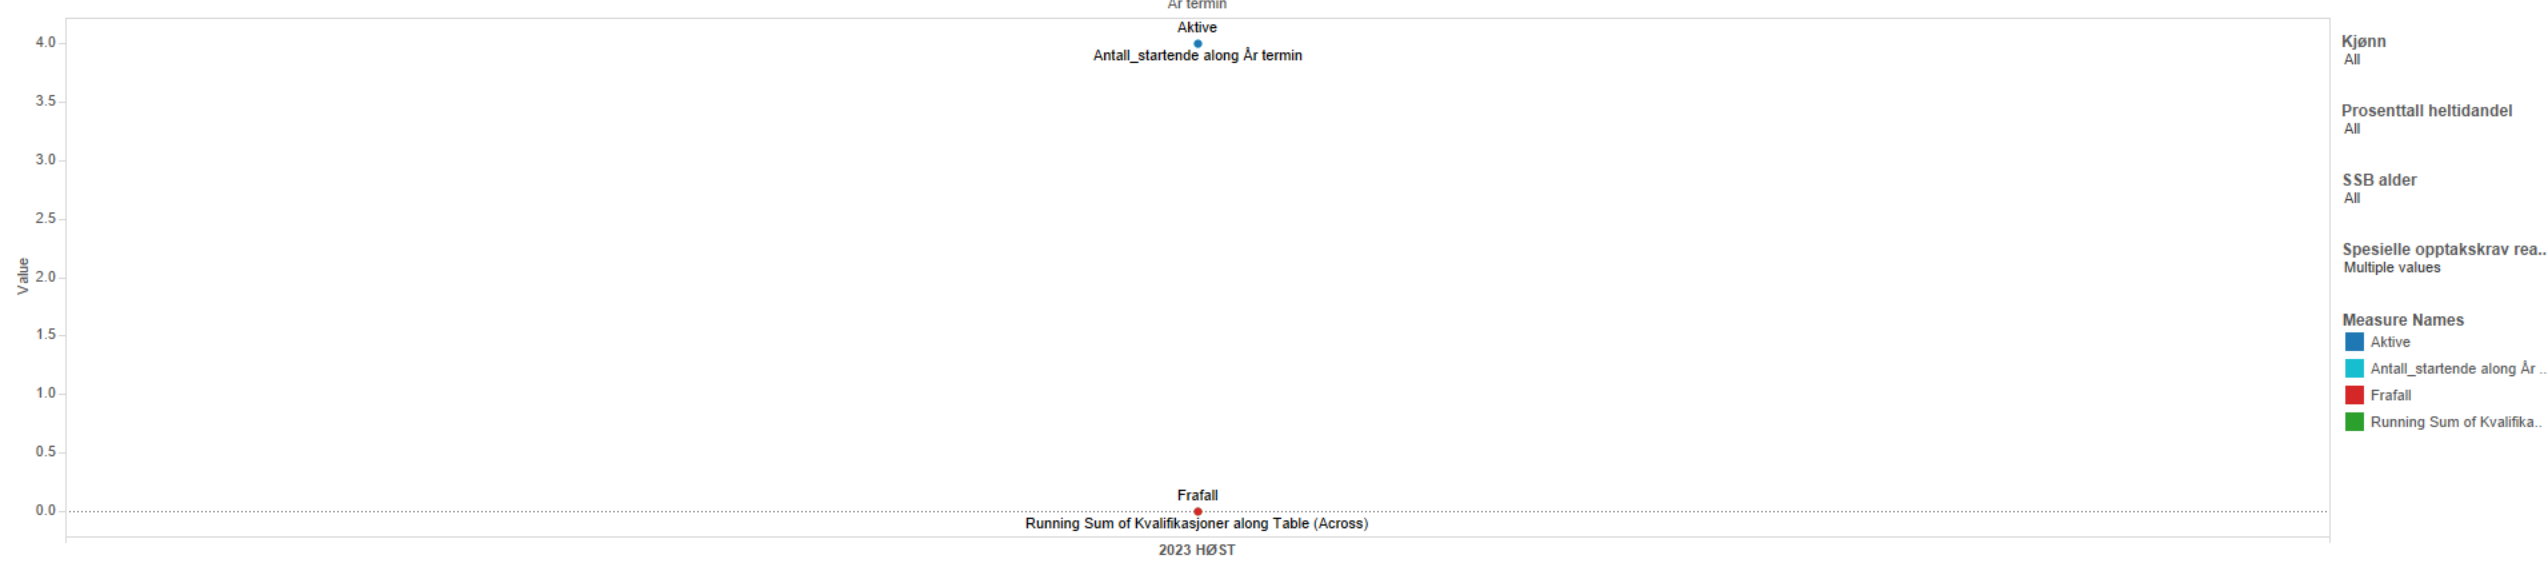 År termin
Aktive
Antall_startende along År termin
4.0
3.5
3.0
2.5
2.0
1.5
1.0
0.5
0.0
Value
Frafall
Running Sum of Kvalifikasjoner along Table (Across)
2023 HØST
Kjønn
All
Prosenttall heltidandel
All
SSB alder
All
Spesielle opptakskrav rea..
Multiple values
Measure Names
Aktive
Antall_startende along År ..
Frafall
Running Sum of Kvalifika..